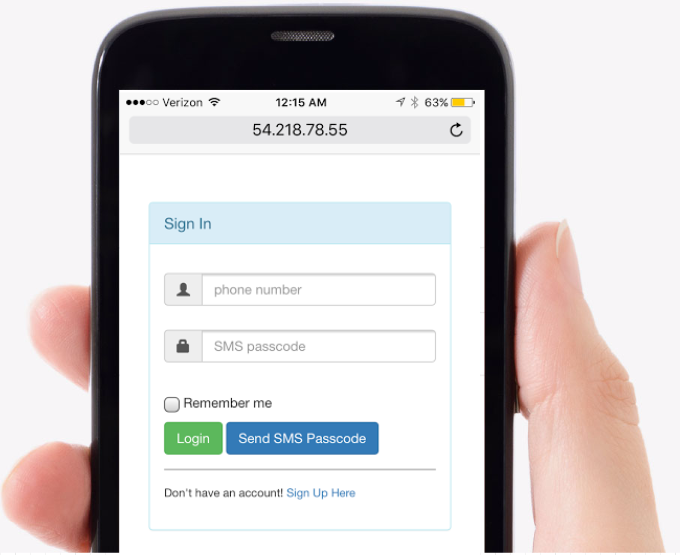 Verizon 12:15 AM 63%
54.218.78.55
Sign In
phone number
SMS passcode
Remember me
Login Send SMS Passcode
Don't have an account! Sign Up Here